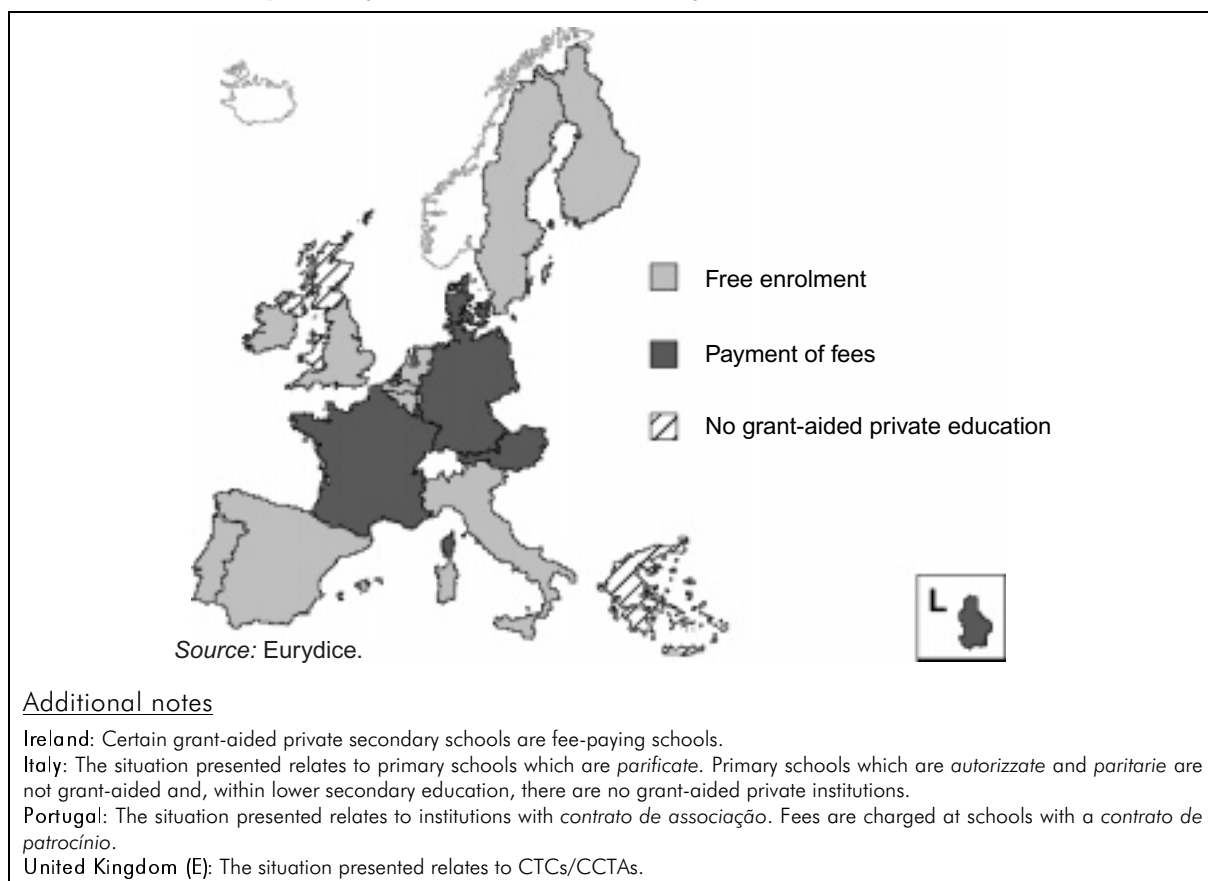 Free enrolment
Payment of fees
No grant-aided private education
L
Source: Eurydice.
Additional notes
Ireland: Certain grant-aided private secondary schools are fee-paying schools.
Italy: The situation presented relates to primary schools which are parificate. Primary schools which are autorizzate and paritarie are
not grant-aided and, within lower secondary education, there are no grant-aided private institutions.
Portugal: The situation presented relates to institutions with contrato de associação. Fees are charged at schools with a contrato de
patrocínio.
United Kingdom (E): The situation presented relates to CTCs/CCTAs.